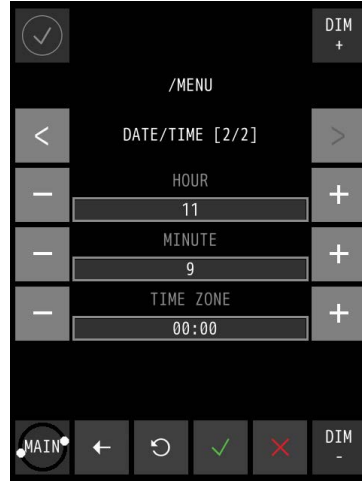 DIM
+
/MENU
< DATE/TIME [2/2] >
HOUR
− 11 +
MINUTE
− 9 +
TIME ZONE
− 00:00 +
MAIN
DIM
-